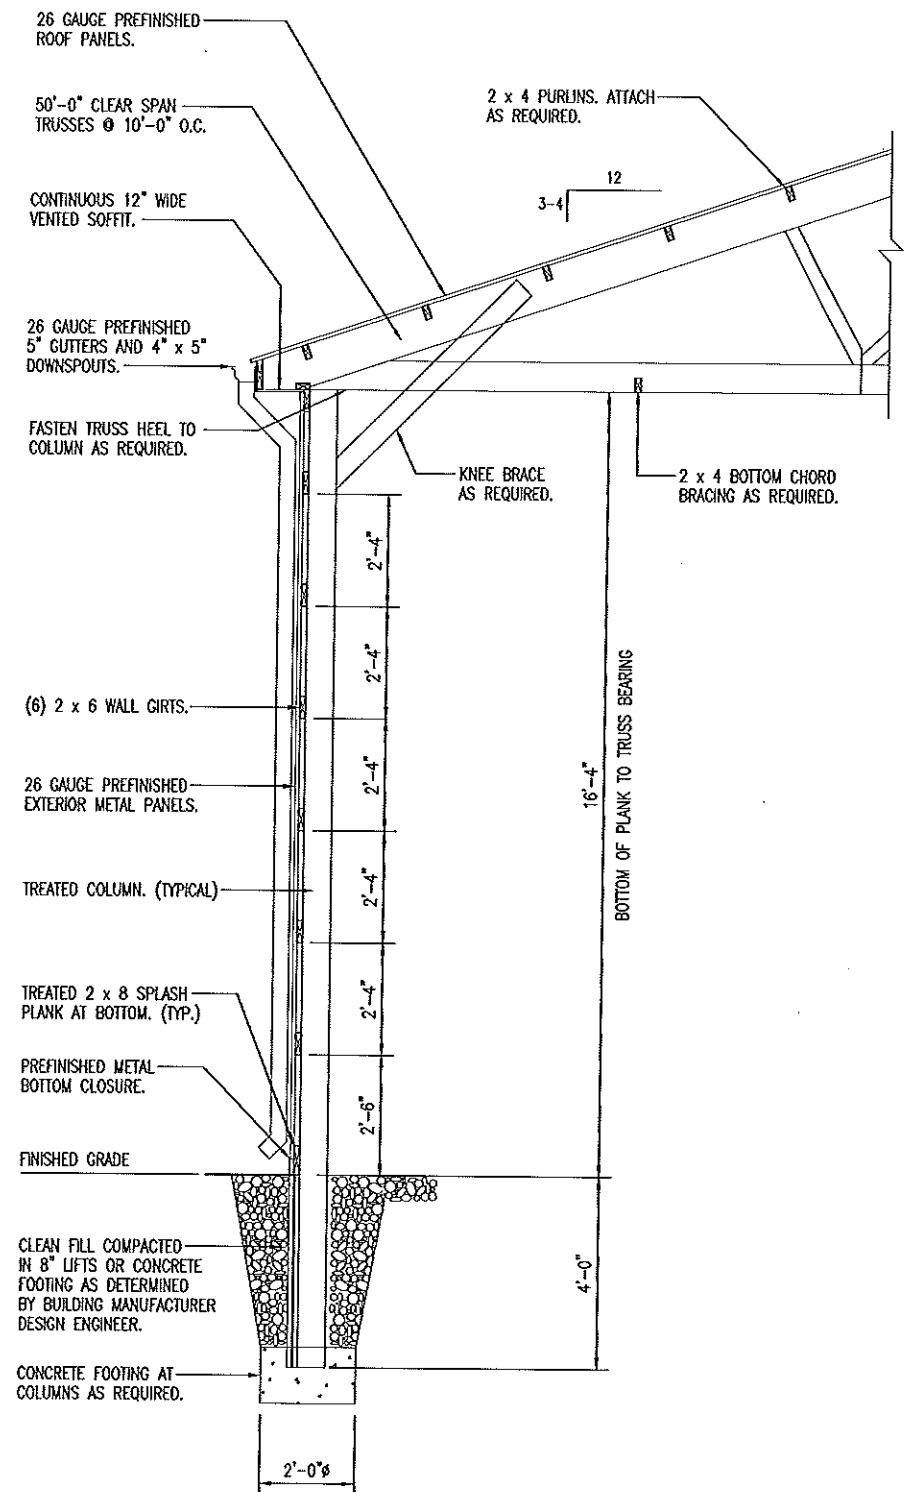 26 GAUGE PREFINISHED
ROOF PANELS.
2 x 4 PURLINS. ATTACH
AS REQUIRED.
50'-0" CLEAR SPAN
TRUSSES @ 10'-0" O.C.
12
3-4
CONTINUOUS 12" WIDE
VENTED SOFFIT.
26 GAUGE PREFINISHED
5" GUTTERS AND 4" x 5"
DOWNSPOUTS.
FASTEN TRUSS HEEL TO
COLUMN AS REQUIRED.
KNEE BRACE
AS REQUIRED.
2 x 4 BOTTOM CHORD
BRACING AS REQUIRED.
2'-4"
2'-4"
(6) 2 x 6 WALL GIRTS.
2'-4"
26 GAUGE PREFINISHED
EXTERIOR METAL PANELS.
16'-4"
BOTTOM OF PLANK TO TRUSS BEARING
TREATED COLUMN. (TYPICAL)
2'-4"
TREATED 2 x 8 SPLASH
PLANK AT BOTTOM. (TYP.)
2'-4"
PREFINISHED METAL
BOTTOM CLOSURE.
2'-6"
FINISHED GRADE
CLEAN FILL COMPACTED
IN 8" LIFTS OR CONCRETE
FOOTING AS DETERMINED
BY BUILDING MANUFACTURER
DESIGN ENGINEER.
4'-0"
CONCRETE FOOTING AT
COLUMNS AS REQUIRED.
2'-0"ø